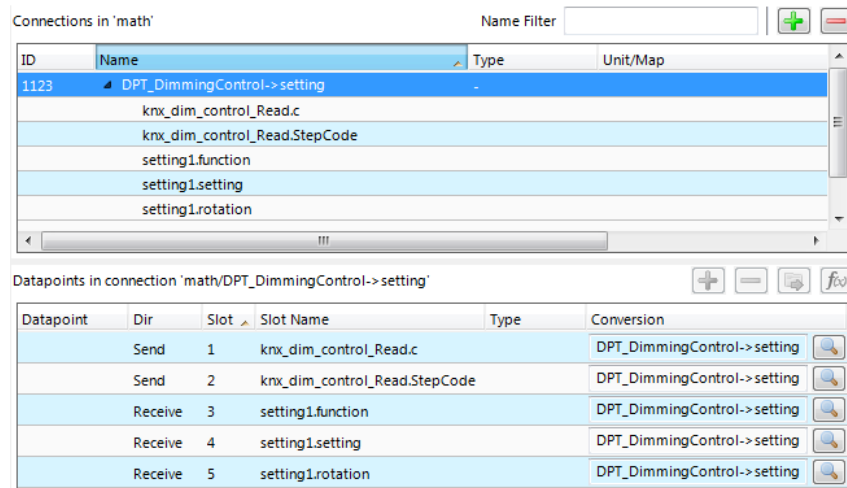 Connections in 'math' Name Filter
ID Name Type Unit/Map
1123 DPT_DimmingControl->setting -
knx_dim_control_Read.c
knx_dim_control_Read.StepCode
setting1.function
setting1.setting
setting1.rotation
Datapoints in connection 'math/DPT_DimmingControl->setting' f(x)
Datapoint Dir Slot Slot Name Type Conversion
Send 1 knx_dim_control_Read.c DPT_DimmingControl->setting
Send 2 knx_dim_control_Read.StepCode DPT_DimmingControl->setting
Receive 3 setting1.function DPT_DimmingControl->setting
Receive 4 setting1.setting DPT_DimmingControl->setting
Receive 5 setting1.rotation DPT_DimmingControl->setting